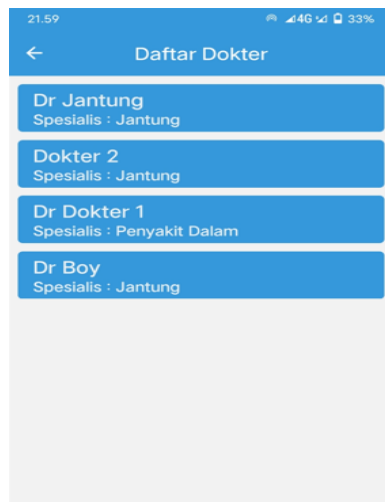 21.59 4G 33%
Daftar Dokter
Dr Jantung
Spesialis : Jantung
Dokter 2
Spesialis : Jantung
Dr Dokter 1
Spesialis : Penyakit Dalam
Dr Boy
Spesialis : Jantung